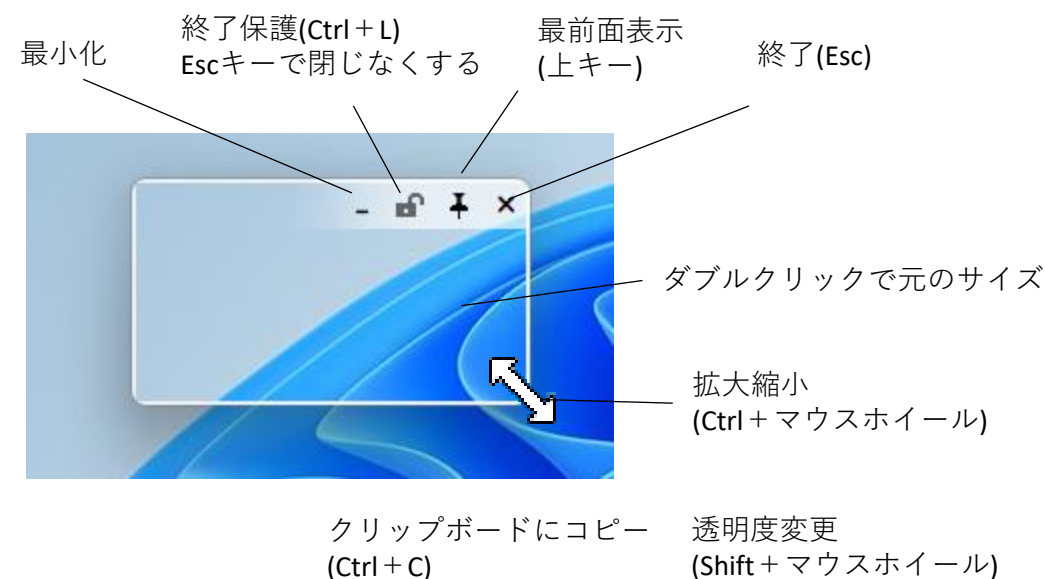 最小化
終了保護(Ctrl＋L)
Escキーで閉じなくする
最前面表示
(上キー)
終了(Esc)
ダブルクリックで元のサイズ
拡大縮小
(Ctrl＋マウスホイール)
クリップボードにコピー
(Ctrl＋C)
透明度変更
(Shift＋マウスホイール)